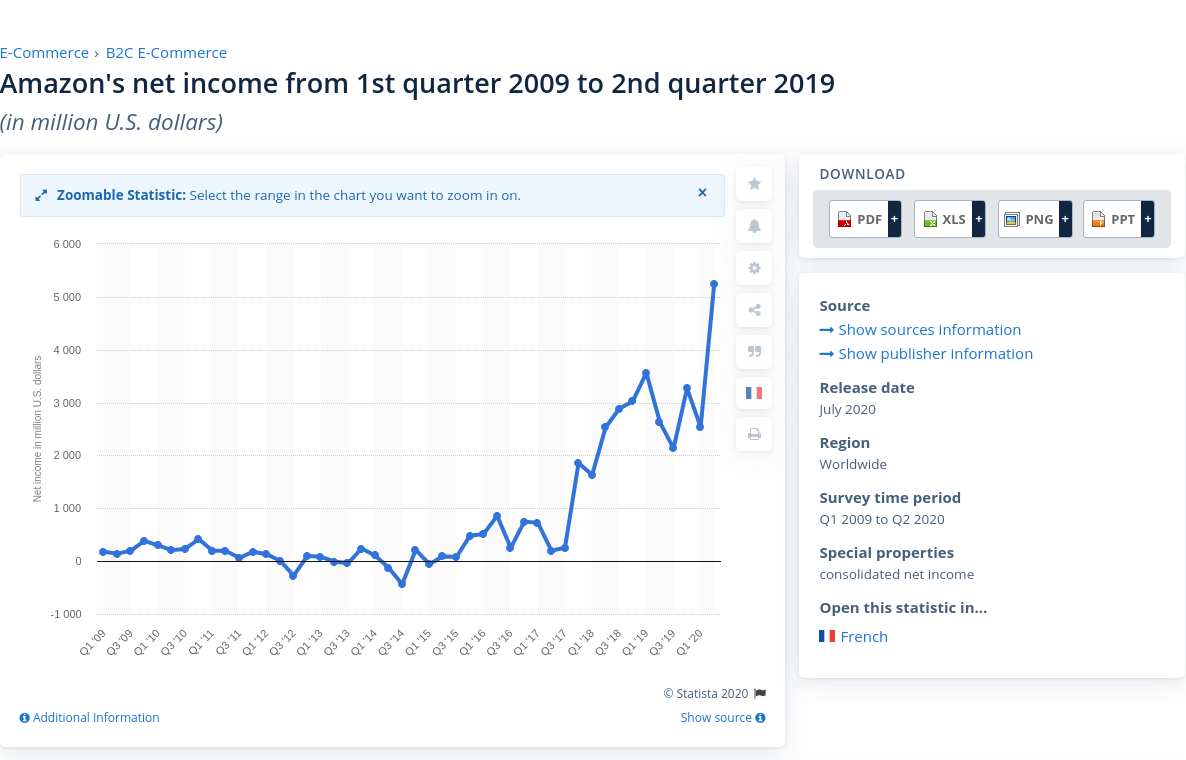 E-Commerce › B2C E-Commerce
Amazon's net income from 1st quarter 2009 to 2nd quarter 2019
(in million U.S. dollars)
Zoomable Statistic: Select the range in the chart you want to zoom in on.
×
6 000
5 000
4 000
3 000
2 000
1 000
0
-1 000
Net income in million U.S. dollars
Q1 '09
Q3 '09
Q1 '10
Q3 '10
Q1 '11
Q3 '11
Q1 '12
Q3 '12
Q1 '13
Q3 '13
Q1 '14
Q3 '14
Q1 '15
Q3 '15
Q1 '16
Q3 '16
Q1 '17
Q3 '17
Q1 '18
Q3 '18
Q1 '19
Q3 '19
Q1 '20
© Statista 2020
Additional Information
Show source
DOWNLOAD
PDF + XLS + PNG + PPT +
Source
Show sources information
Show publisher information
Release date
July 2020
Region
Worldwide
Survey time period
Q1 2009 to Q2 2020
Special properties
consolidated net income
Open this statistic in...
French